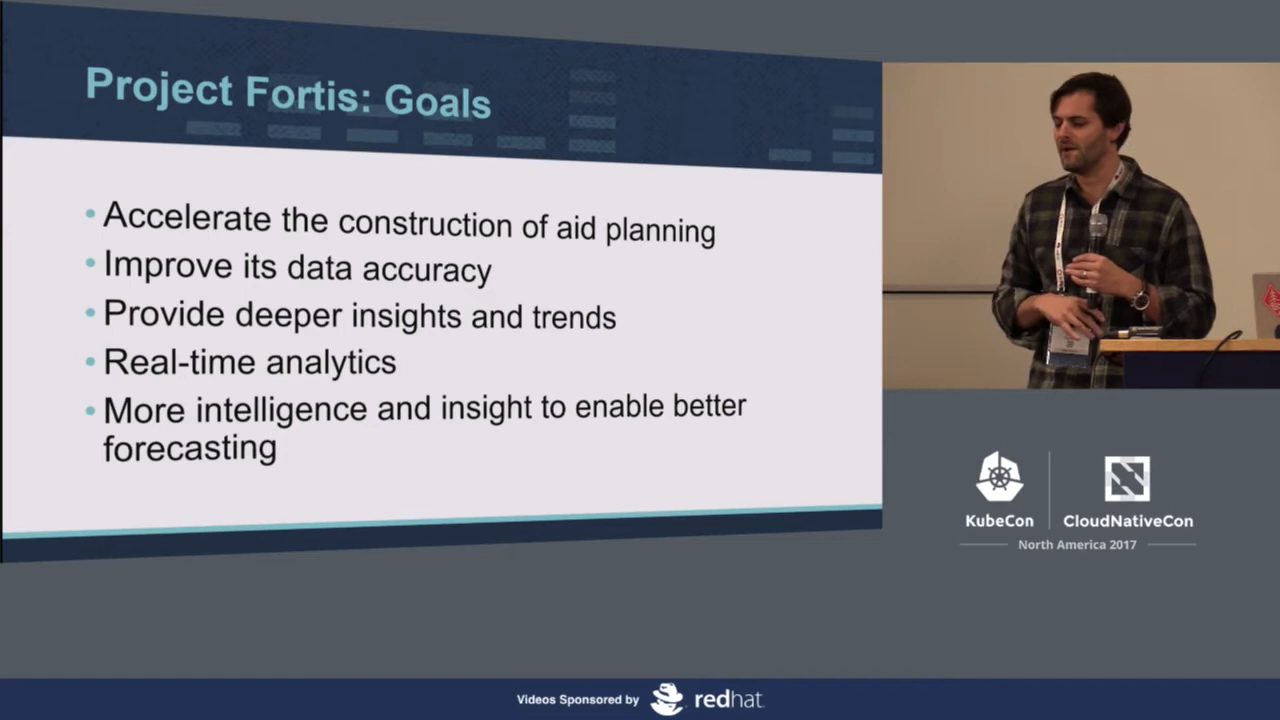 Project Fortis: Goals
• Accelerate the construction of aid planning
• Improve its data accuracy
• Provide deeper insights and trends
• Real-time analytics
• More intelligence and insight to enable better
forecasting
KubeCon
CloudNativeCon
North America 2017
Videos Sponsored by redhat